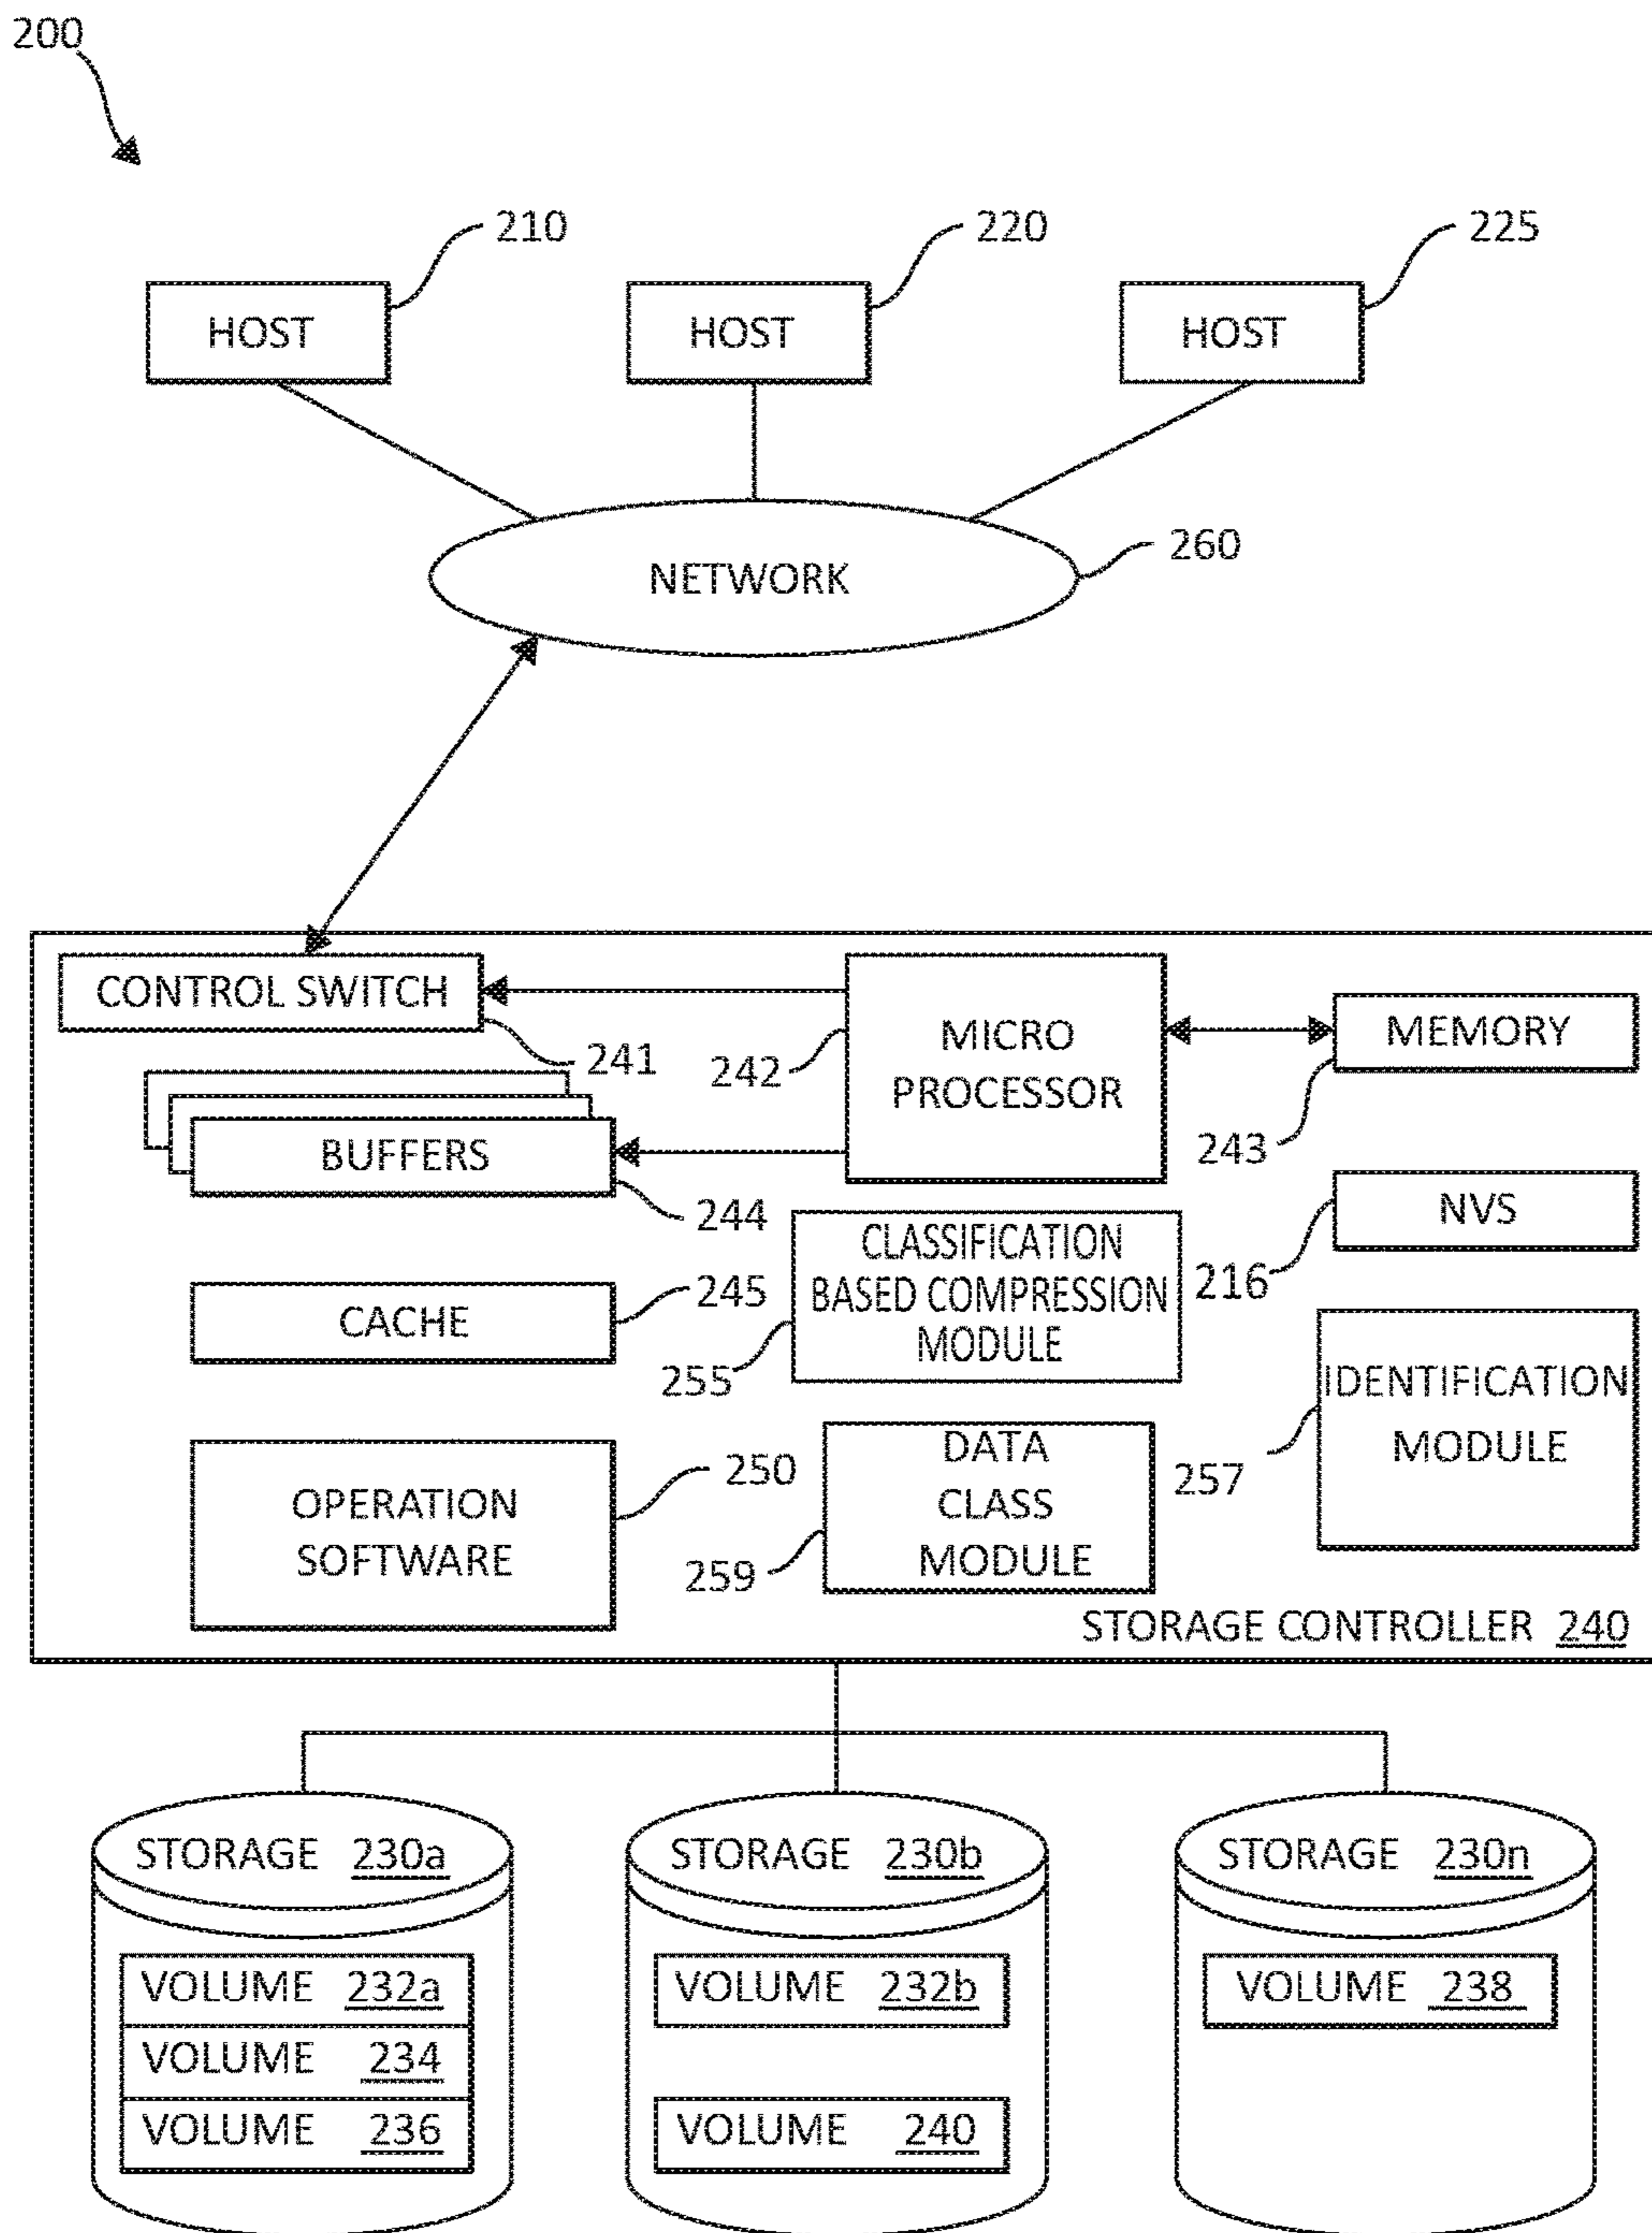 200
210
220
225
HOST
HOST
HOST
260
NETWORK
CONTROL SWITCH
241
242
MICRO
PROCESSOR
MEMORY
243
BUFFERS
244
NVS
216
CLASSIFICATION
BASED COMPRESSION
MODULE
255
CACHE
245
IDENTIFICATION
MODULE
257
OPERATION
SOFTWARE
250
DATA
CLASS
MODULE
259
STORAGE CONTROLLER 240
STORAGE 230a
STORAGE 230b
STORAGE 230n
VOLUME 232a
VOLUME 234
VOLUME 236
VOLUME 232b
VOLUME 240
VOLUME 238